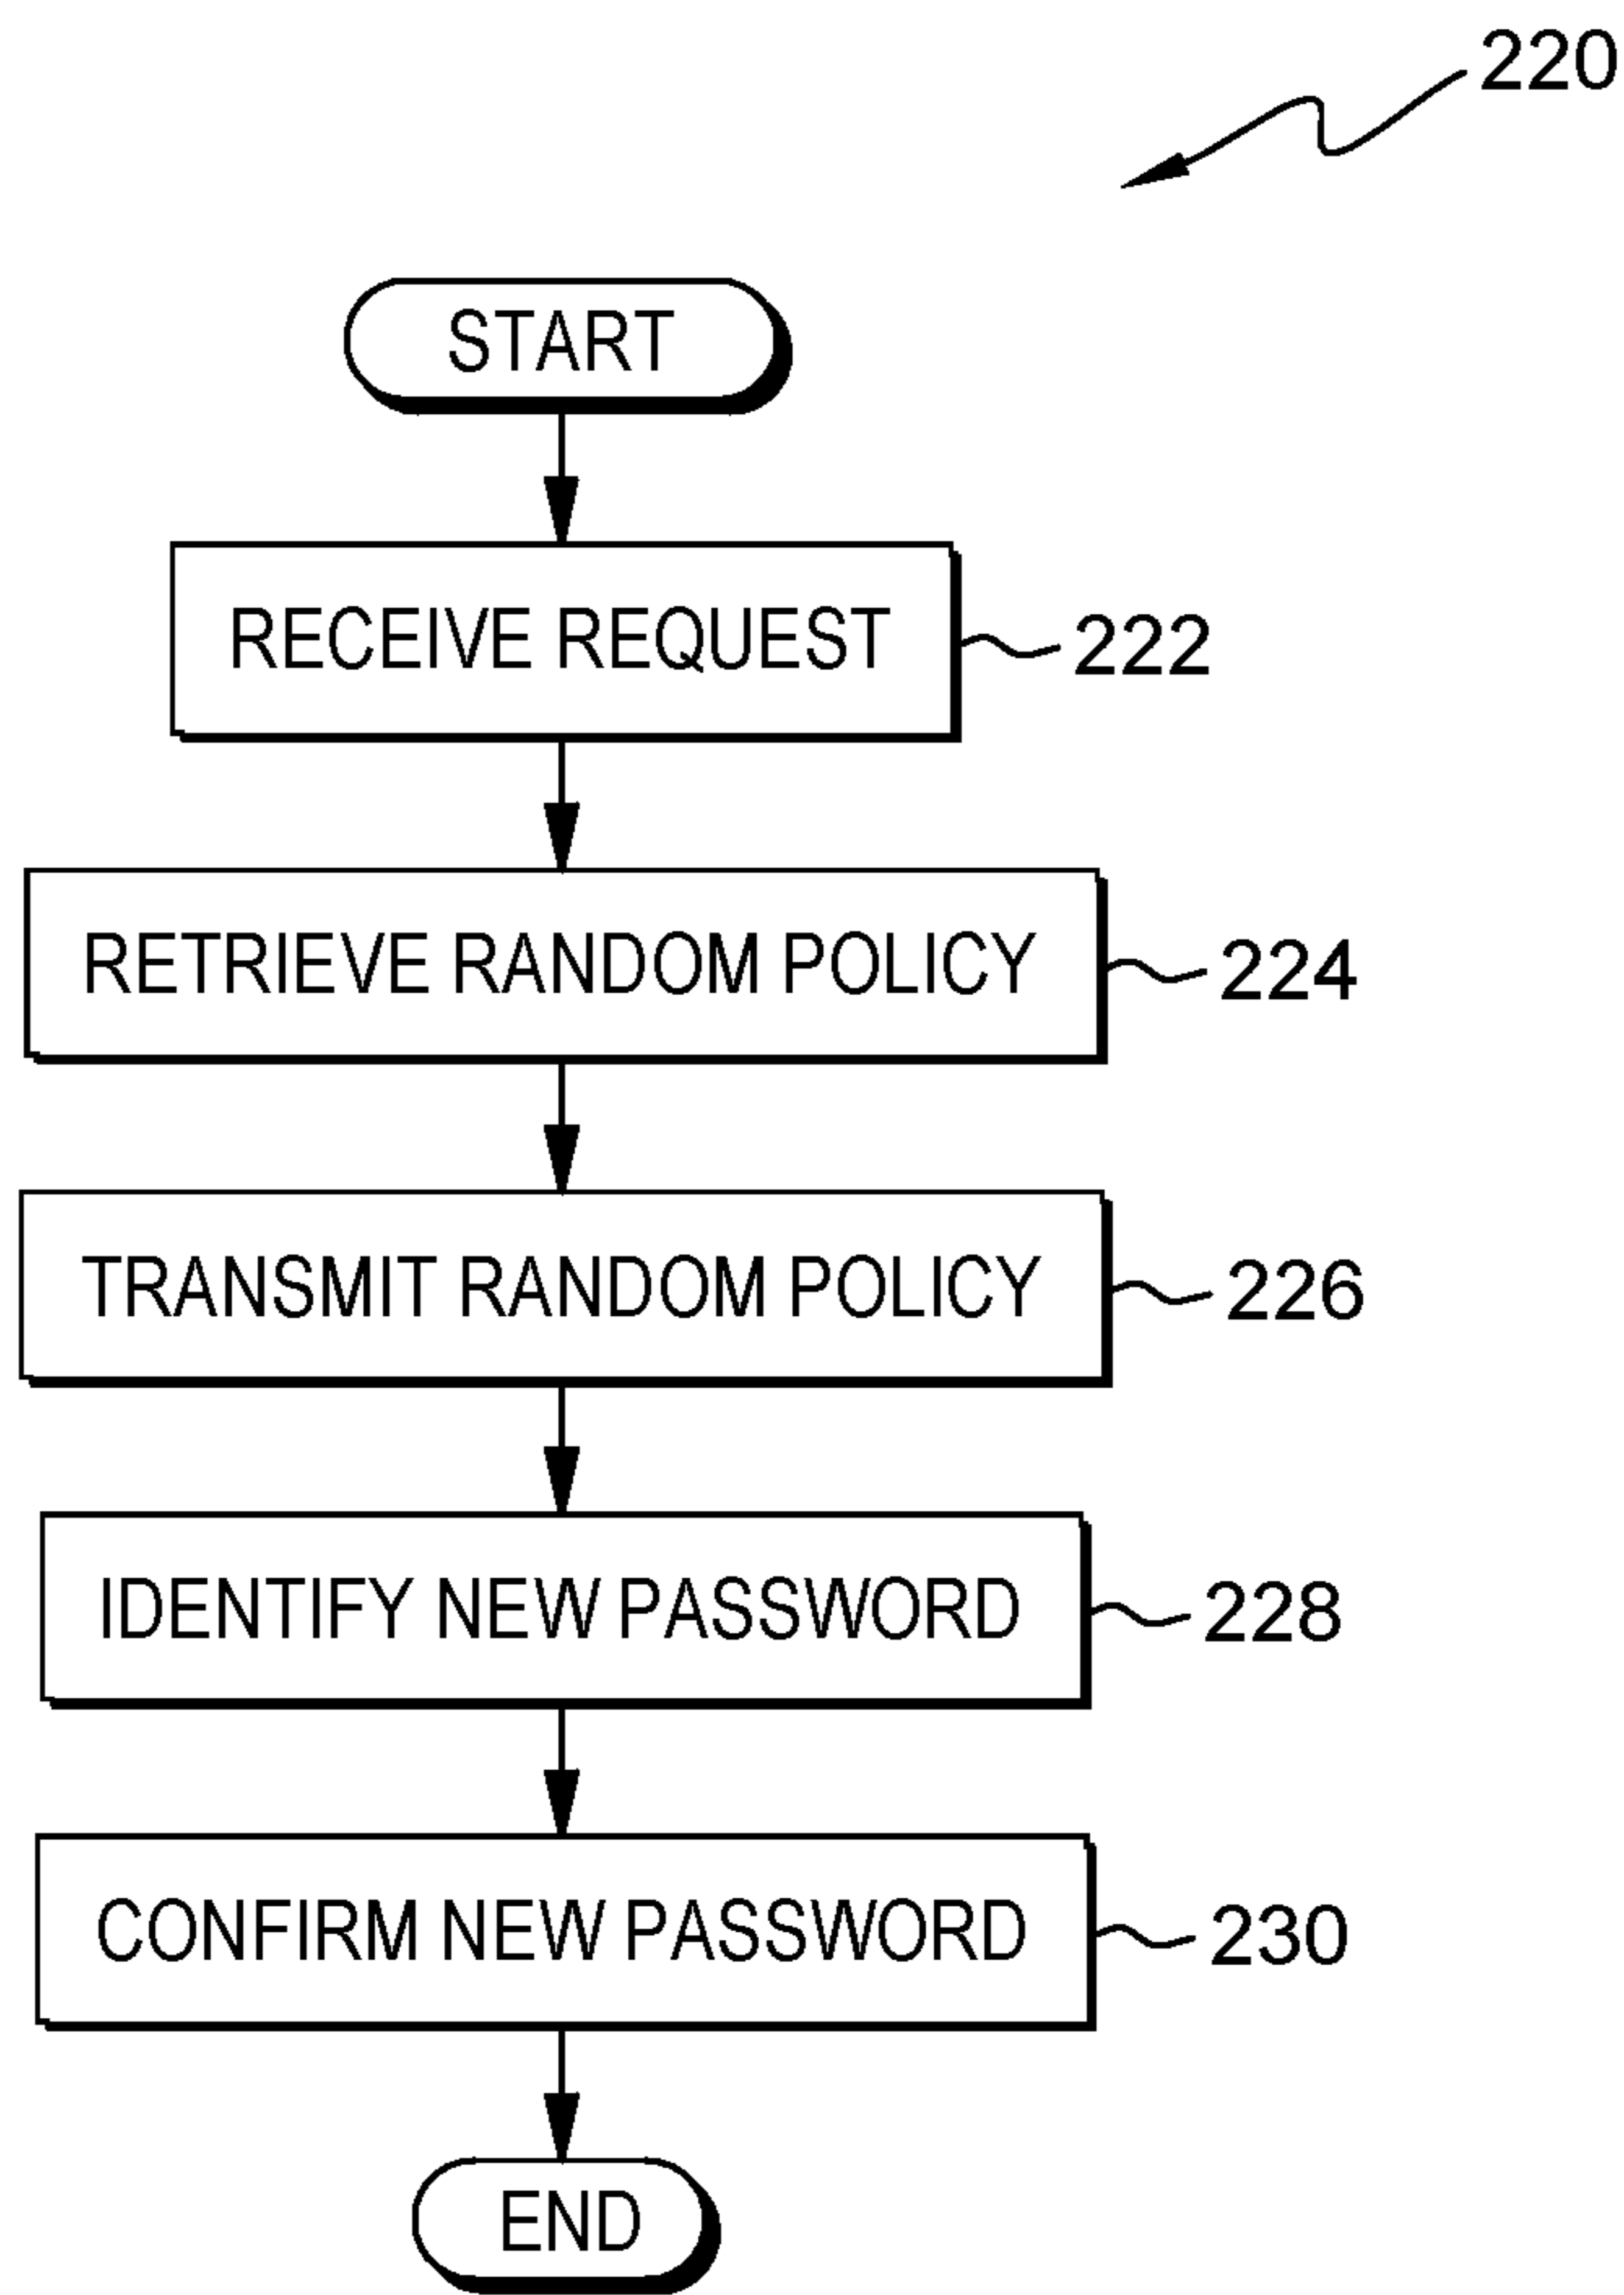 220
START
RECEIVE REQUEST 222
RETRIEVE RANDOM POLICY 224
TRANSMIT RANDOM POLICY 226
IDENTIFY NEW PASSWORD 228
CONFIRM NEW PASSWORD 230
END